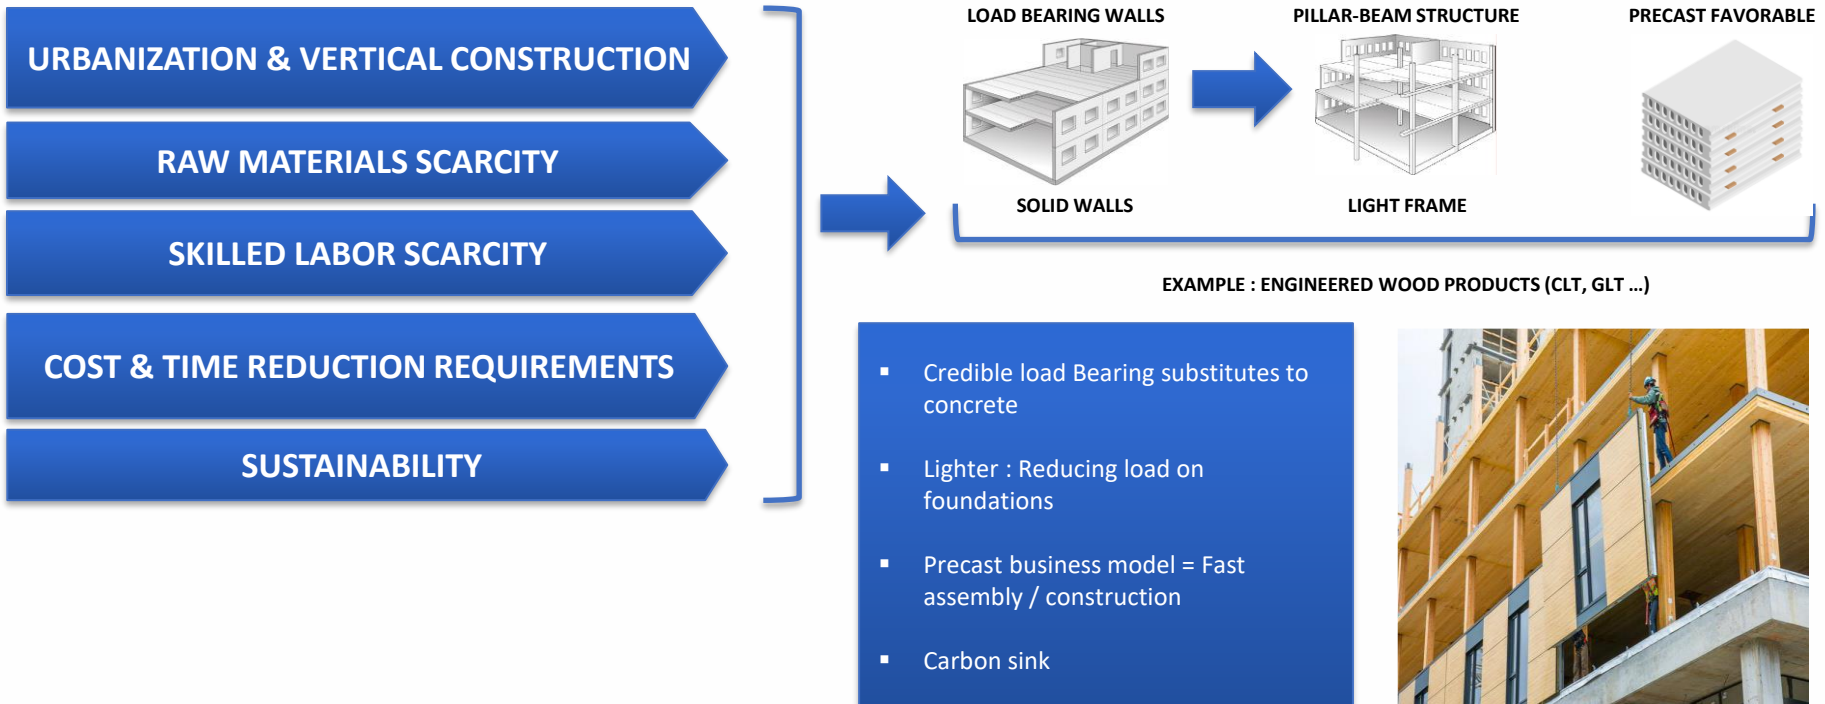 URBANIZATION & VERTICAL CONSTRUCTION
RAW MATERIALS SCARCITY
SKILLED LABOR SCARCITY
COST & TIME REDUCTION REQUIREMENTS
SUSTAINABILITY
LOAD BEARING WALLS
PILLAR-BEAM STRUCTURE
PRECAST FAVORABLE
SOLID WALLS
LIGHT FRAME
EXAMPLE : ENGINEERED WOOD PRODUCTS (CLT, GLT ...)
▪ Credible load Bearing substitutes to
concrete
▪ Lighter : Reducing load on
foundations
▪ Precast business model = Fast
assembly / construction
▪ Carbon sink